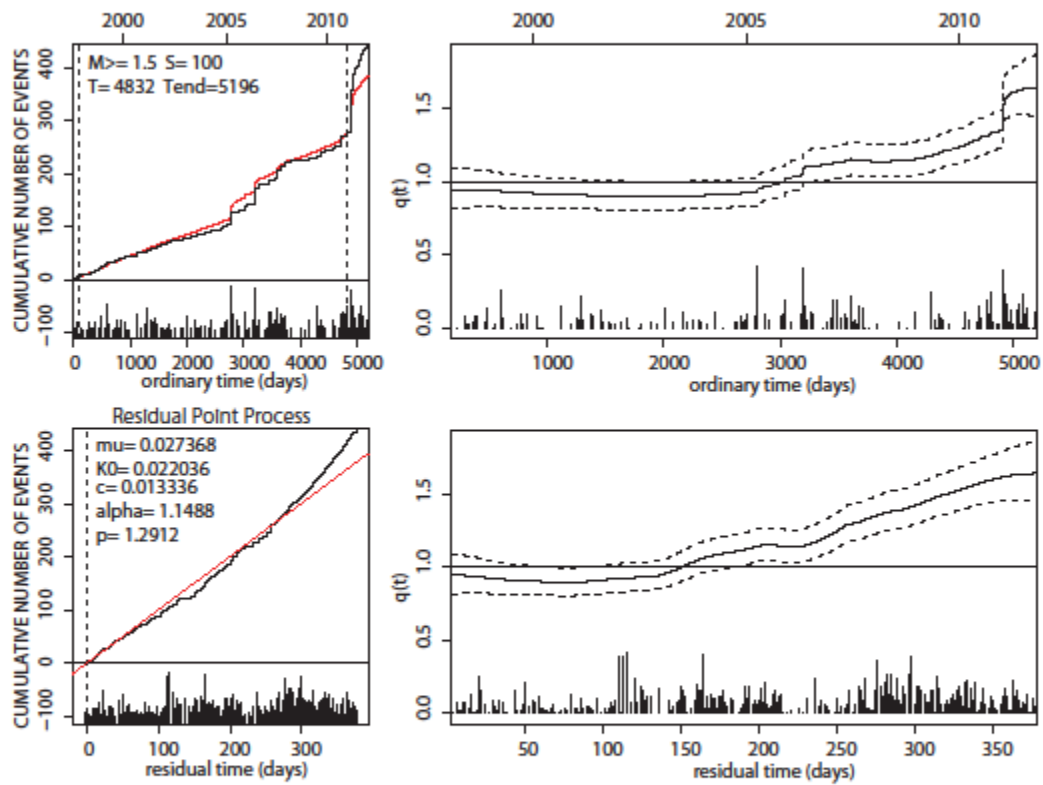 2000 2005 2010
2000 2005 2010
CUMULATIVE NUMBER OF EVENTS
400
300
200
100
0
-100
M>= 1.5 S= 100
T= 4832 Tend=5196
0 1000 2000 3000 4000 5000
ordinary time (days)
q(t)
1.5
1.0
0.5
0.0
1000 2000 3000 4000 5000
ordinary time (days)
Residual Point Process
CUMULATIVE NUMBER OF EVENTS
400
300
200
100
0
-100
mu= 0.027368
K0= 0.022036
c= 0.013336
alpha= 1.1488
p= 1.2912
0 100 200 300
residual time (days)
q(t)
1.5
1.0
0.5
0.0
50 100 150 200 250 300 350
residual time (days)